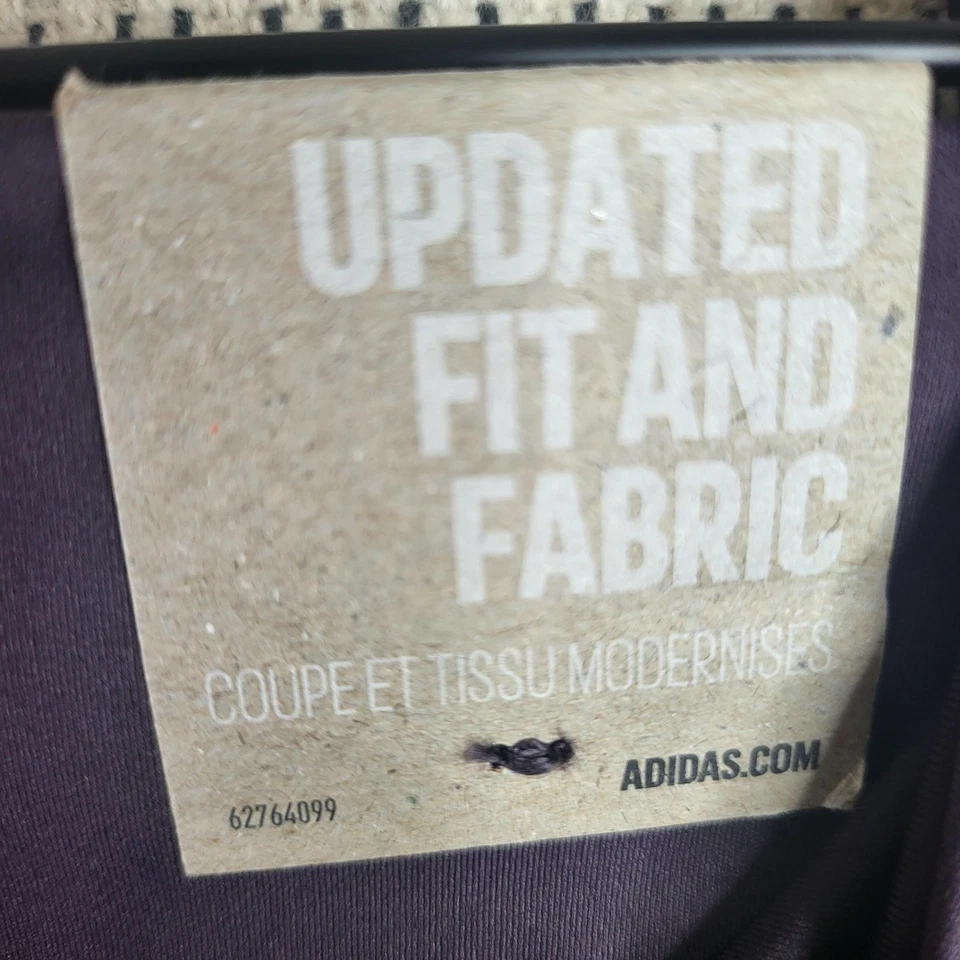 UPDATED
FIT AND
FABRIC
COUPE ET TISSU MODERNISES
ADIDAS.COM
62764099